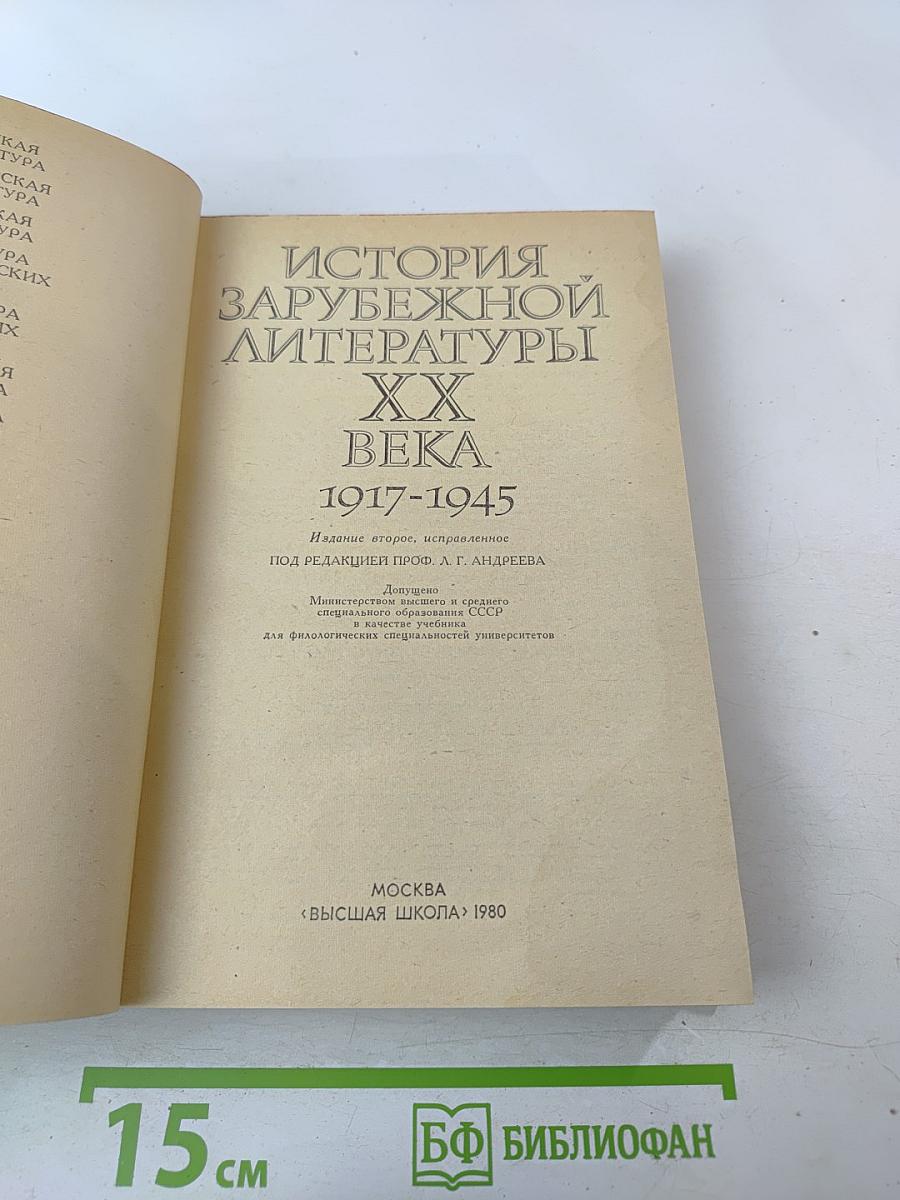 ИСТОРИЯ
ЗАРУБЕЖНОЙ
ЛИТЕРАТУРЫ
XX
ВЕКА
1917-1945
Издание второе, исправленное
ПОД РЕДАКЦИЕЙ ПРОФ. Л. Г. АНДРЕЕВА
Допущено
Министерством высшего и среднего
специального образования СССР
в качестве учебника
для филологических специальностей университетов
МОСКВА
«ВЫСШАЯ ШКОЛА» 1980
15 см
БФ БИБЛИОФАН